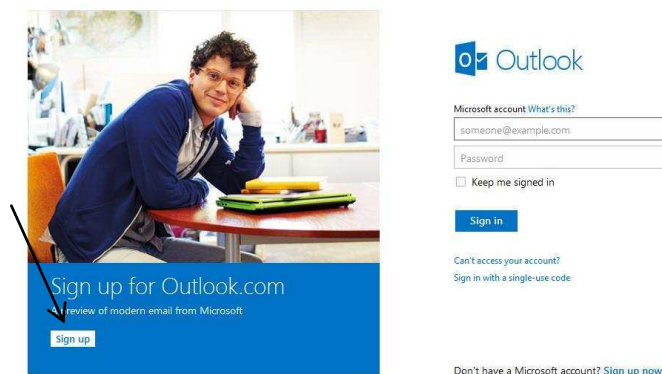 Sign up for Outlook.com
A preview of modern email from Microsoft
Sign up
Outlook
Microsoft account What's this?
someone@example.com
Password
Keep me signed in
Sign in
Can't access your account?
Sign in with a single-use code
Don't have a Microsoft account? Sign up now